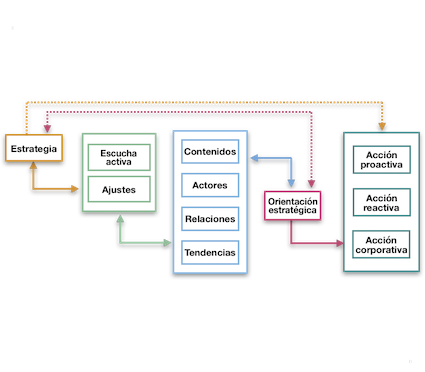 Estrategia
Escucha
activa
Ajustes
Contenidos
Actores
Relaciones
Tendencias
Orientación
estratégica
Acción
proactiva
Acción
reactiva
Acción
corporativa